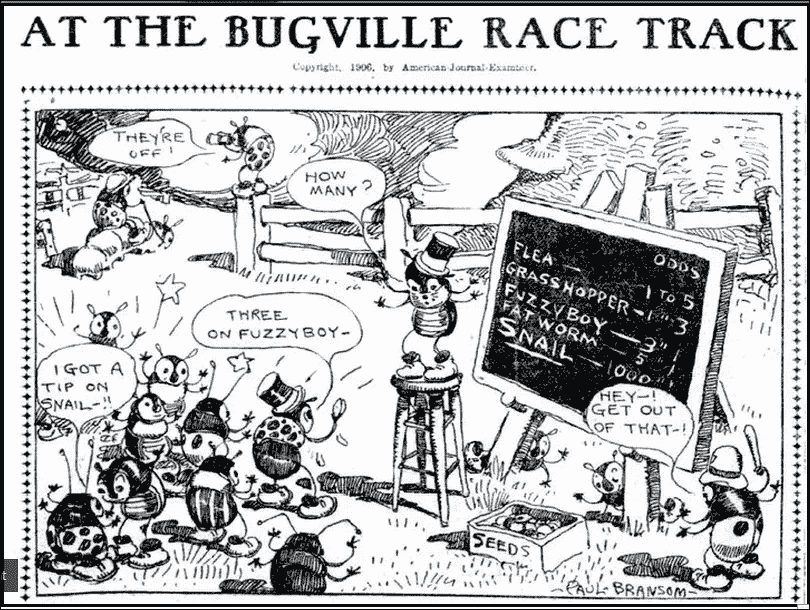 AT THE BUGVILLE RACE TRACK
Copyright, 1906, by American-Journal-Examiner.
THEY'RE
OFF!
HOW
MANY?
ODDS
FLEA — 1 TO 5
GRASSHOPPER - 1 " 3
FUZZYBOY — 3 " 1
FAT WORM 5 " 1
SNAIL — 1000 " 1
THREE
ON FUZZYBOY-
I GOT A
TIP ON
SNAIL-!!
HEY-!
GET OUT
OF THAT-!
SEEDS
-PAUL BRANSOM-
t